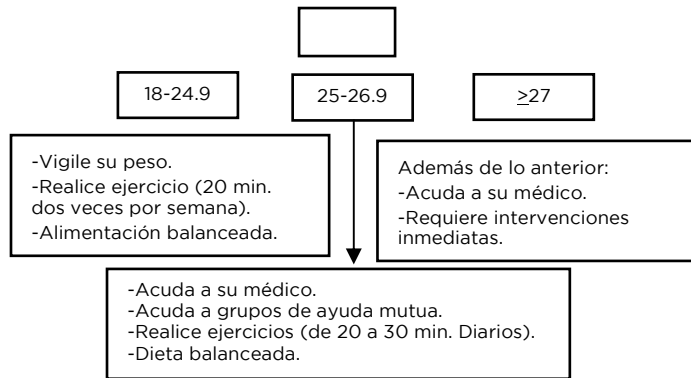 18-24.9
25-26.9
≥27
-Vigile su peso.
-Realice ejercicio (20 min.
dos veces por semana).
-Alimentación balanceada.
Además de lo anterior:
-Acuda a su médico.
-Requiere intervenciones
inmediatas.
-Acuda a su médico.
-Acuda a grupos de ayuda mutua.
-Realice ejercicios (de 20 a 30 min. Diarios).
-Dieta balanceada.